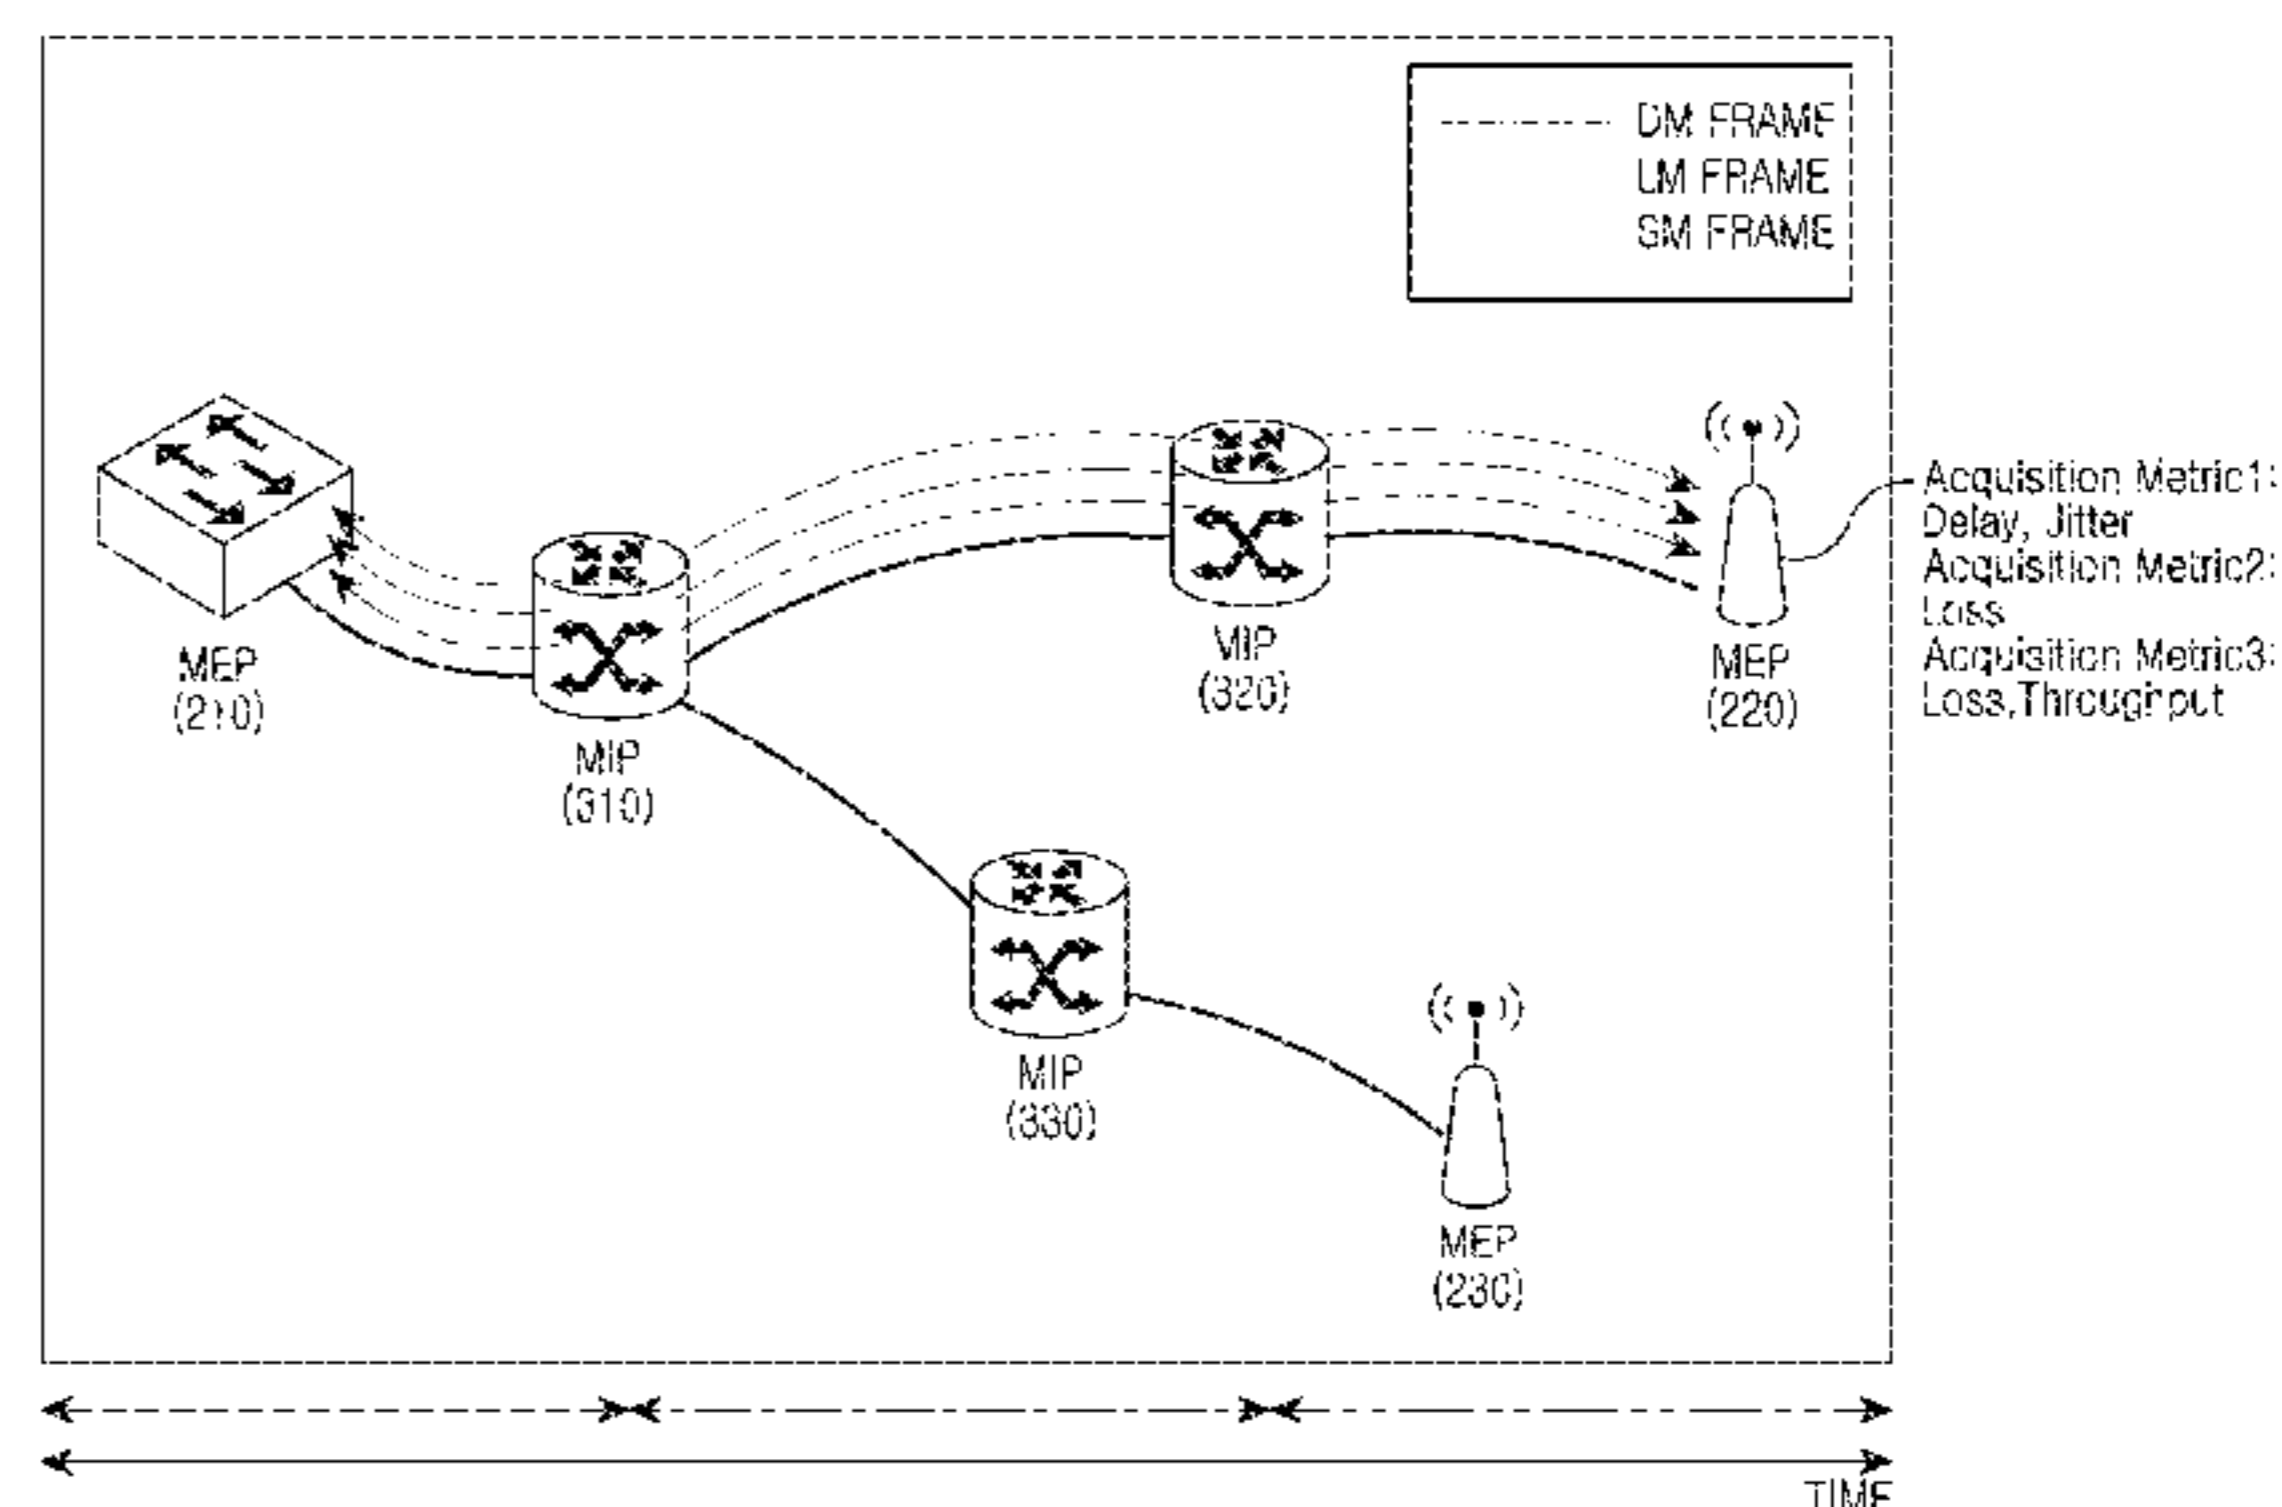 DM FRAME
LM FRAME
SM FRAME
Acquisition Metric1:
Delay, Jitter
Acquisition Metric2:
Loss
Acquisition Metric3:
Loss,Throughput
MEP
(210)
MIP
(310)
MIP
(320)
MEP
(220)
MIP
(330)
MEP
(230)
TIME